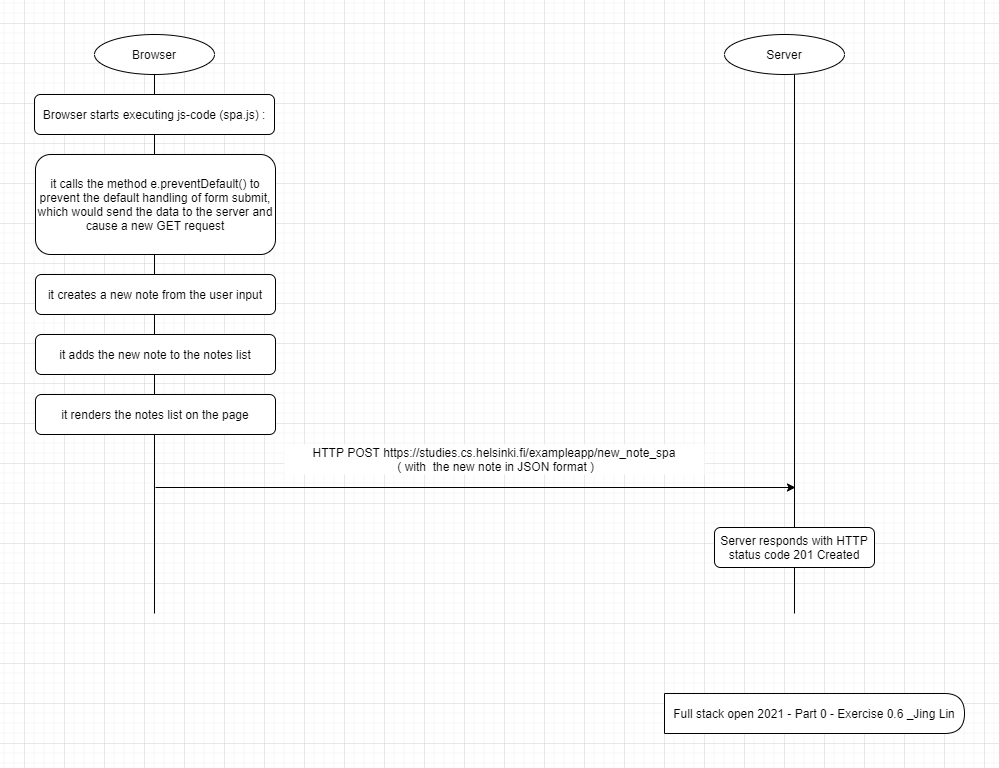 Browser
Server
Browser starts executing js-code (spa.js) :
it calls the method e.preventDefault() to
prevent the default handling of form submit,
which would send the data to the server and
cause a new GET request
it creates a new note from the user input
it adds the new note to the notes list
it renders the notes list on the page
HTTP POST https://studies.cs.helsinki.fi/exampleapp/new_note_spa
( with  the new note in JSON format )
Server responds with HTTP
status code 201 Created
Full stack open 2021 - Part 0 - Exercise 0.6 _Jing Lin